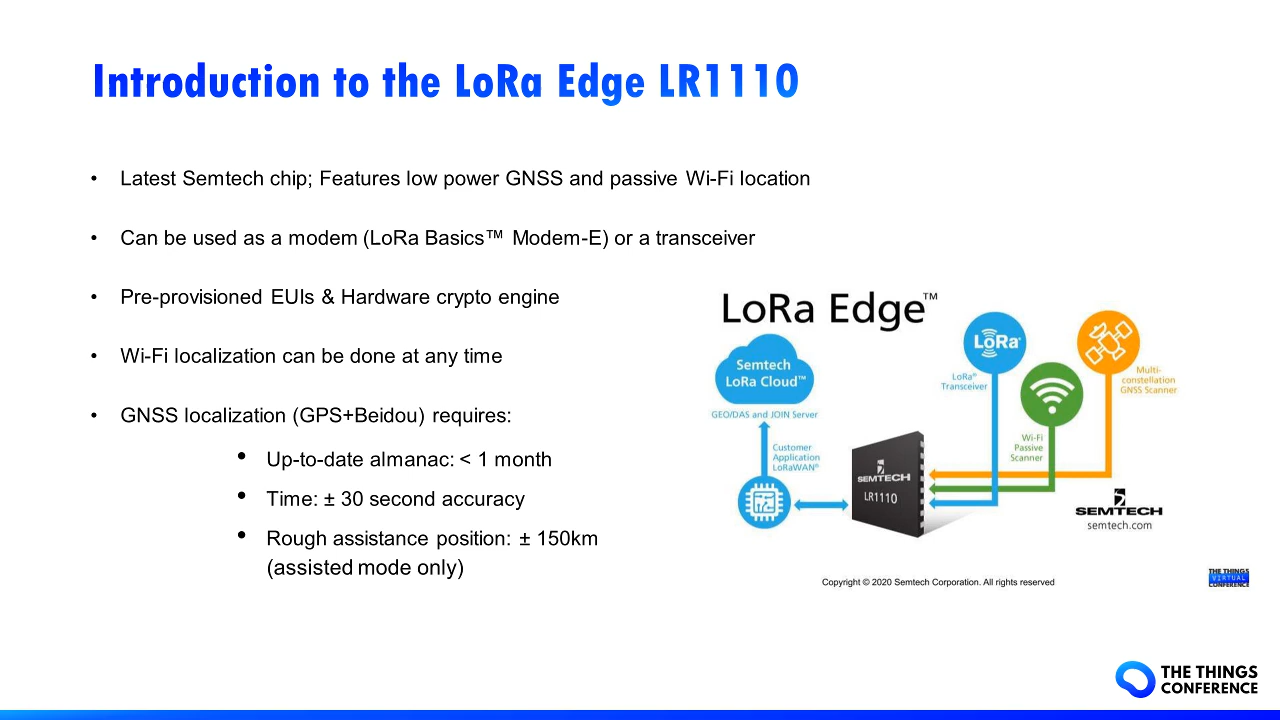 Introduction to the LoRa Edge LR1110
• Latest Semtech chip; Features low power GNSS and passive Wi-Fi location
• Can be used as a modem (LoRa Basics™ Modem-E) or a transceiver
• Pre-provisioned EUIs & Hardware crypto engine
• Wi-Fi localization can be done at any time
• GNSS localization (GPS+Beidou) requires:
• Up-to-date almanac: < 1 month
• Time: ± 30 second accuracy
• Rough assistance position: ± 150km
(assisted mode only)
LoRa Edge™
Semtech
LoRa Cloud™
GEO/DAS and JOIN Server
Customer
Application
LoRaWAN®
LoRa®
LoRa®
Transceiver
Wi-Fi
Passive
Scanner
Multi-
constellation
GNSS Scanner
SEMTECH
LR1110
SEMTECH
semtech.com
Copyright © 2020 Semtech Corporation. All rights reserved
THE THINGS
VIRTUAL
CONFERENCE
THE THINGS
CONFERENCE